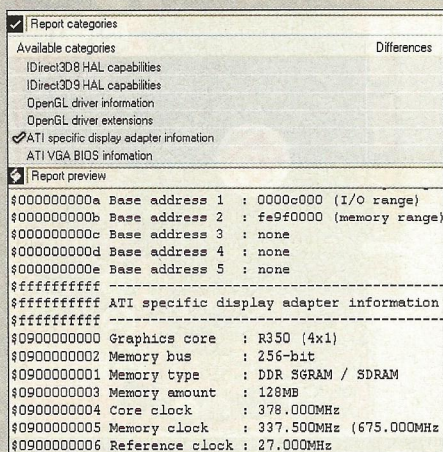 Report categories
Available categories Differences
IDirect3D8 HAL capabilities
IDirect3D9 HAL capabilities
OpenGL driver information
OpenGL driver extensions
ATI specific display adapter infomation
ATI VGA BIOS infomation
Report preview
$000000000a Base address 1 : 0000c000 (I/O range)
$000000000b Base address 2 : fe9f0000 (memory range)
$000000000c Base address 3 : none
$000000000d Base address 4 : none
$000000000e Base address 5 : none
$ffffffffff ----------------------------------------
$ffffffffff ATI specific display adapter information
$ffffffffff ----------------------------------------
$0900000000 Graphics core : R350 (4x1)
$0900000002 Memory bus : 256-bit
$0900000001 Memory type : DDR SGRAM / SDRAM
$0900000003 Memory amount : 128MB
$0900000004 Core clock : 378.000MHz
$0900000005 Memory clock : 337.500MHz (675.000MHz
$0900000006 Reference clock : 27.000MHz